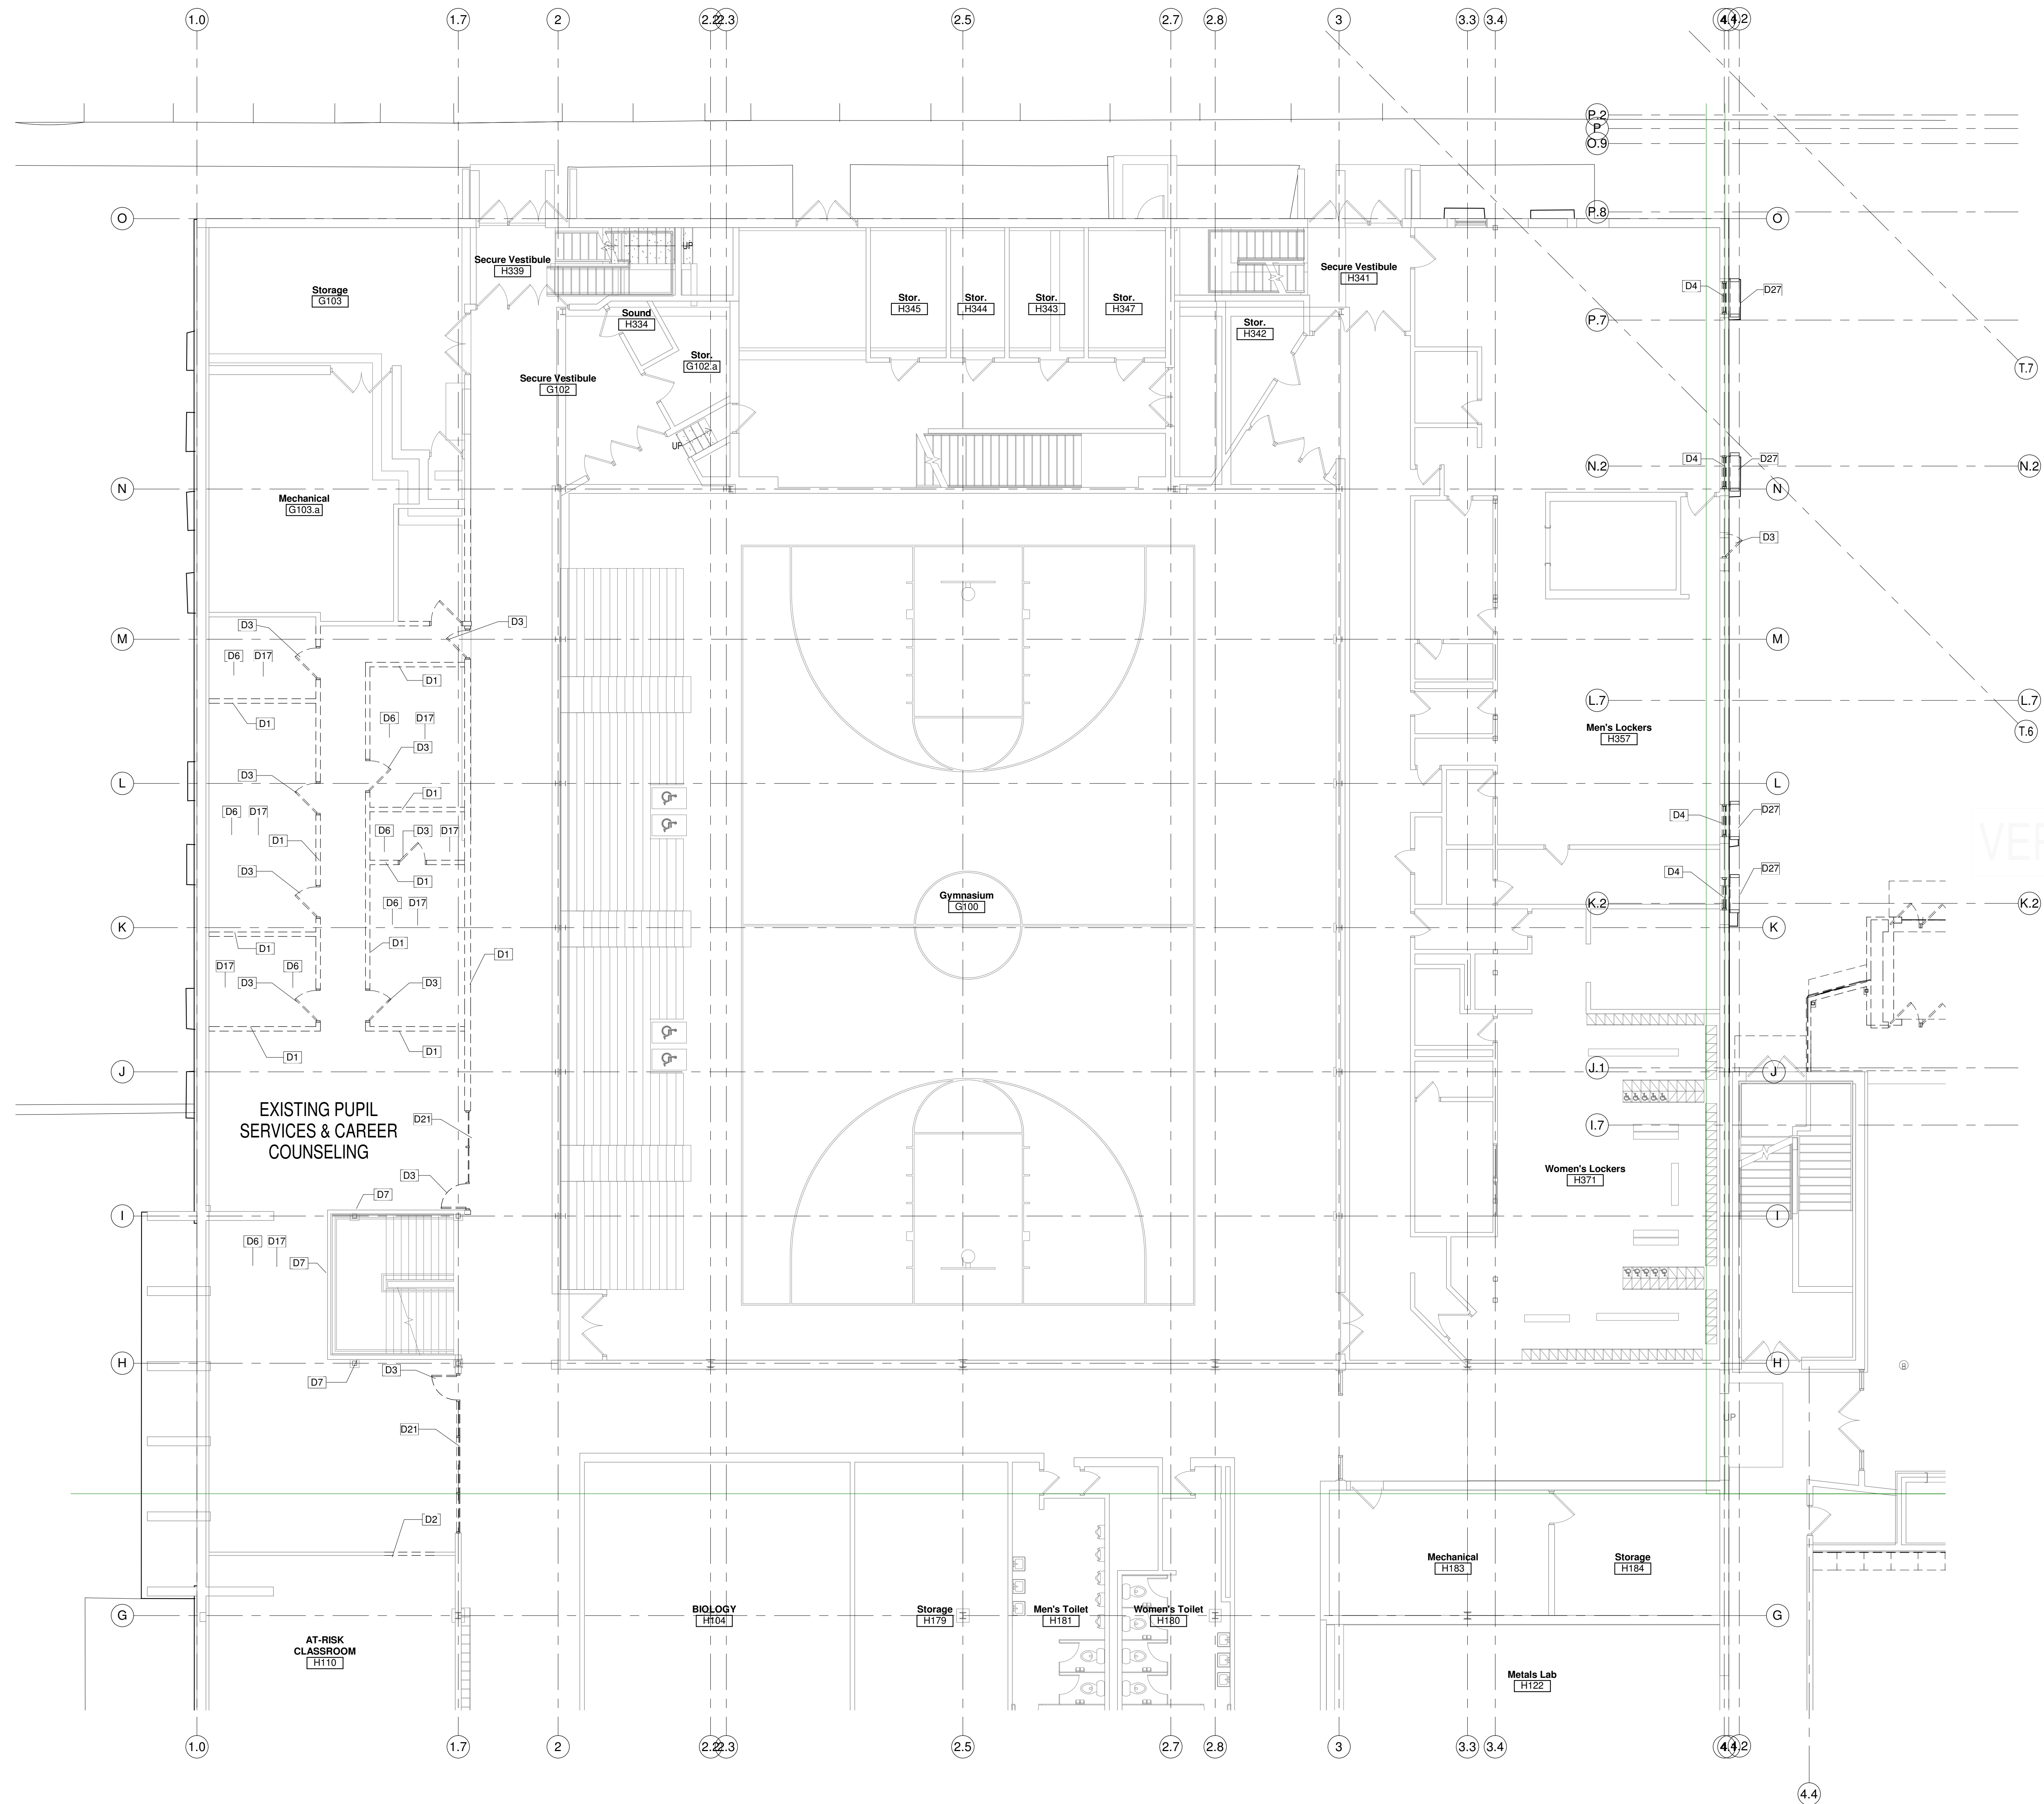 1.0
1.7
2
2.2
2.3
2.5
2.7
2.8
3
3.3
3.4
4.2
P.2
P
O.9
O
P.8
O
UP
Secure Vestibule
H339
Secure Vestibule
H341
Storage
G103
D4
D27
Stor.
H345
Stor.
H344
Stor.
H343
Stor.
H347
Sound
H334
Stor.
H342
P.7
Stor.
G102.a
T.7
Secure Vestibule
G102
UP
D4
D27
N.2
N.2
N
N
Mechanical
G103.a
D3
D3
D3
M
M
D6
D17
D1
L.7
L.7
D1
D6
D17
Men's Lockers
H357
T.6
D3
D3
L
L
D1
D6
D17
D4
D27
D6
D3
D17
D1
VEF
D3
D1
D4
D27
Gymnasium
G100
D6
D17
K.2
K.2
K
K
D1
D1
D1
D17
D6
D3
D3
D1
D1
J
J.1
J
EXISTING PUPIL
SERVICES & CAREER
COUNSELING
D21
I.7
Women's Lockers
H371
D3
D7
I
I
D6
D17
D7
H
H
D3
D7
UP
D21
D2
Mechanical
H183
Storage
H184
G
BIOLOGY
H104
Storage
H179
Men's Toilet
H181
Women's Toilet
H180
G
AT-RISK
CLASSROOM
H110
Metals Lab
H122
1.0
1.7
2
2.2
2.3
2.5
2.7
2.8
3
3.3
3.4
4.2
4.4